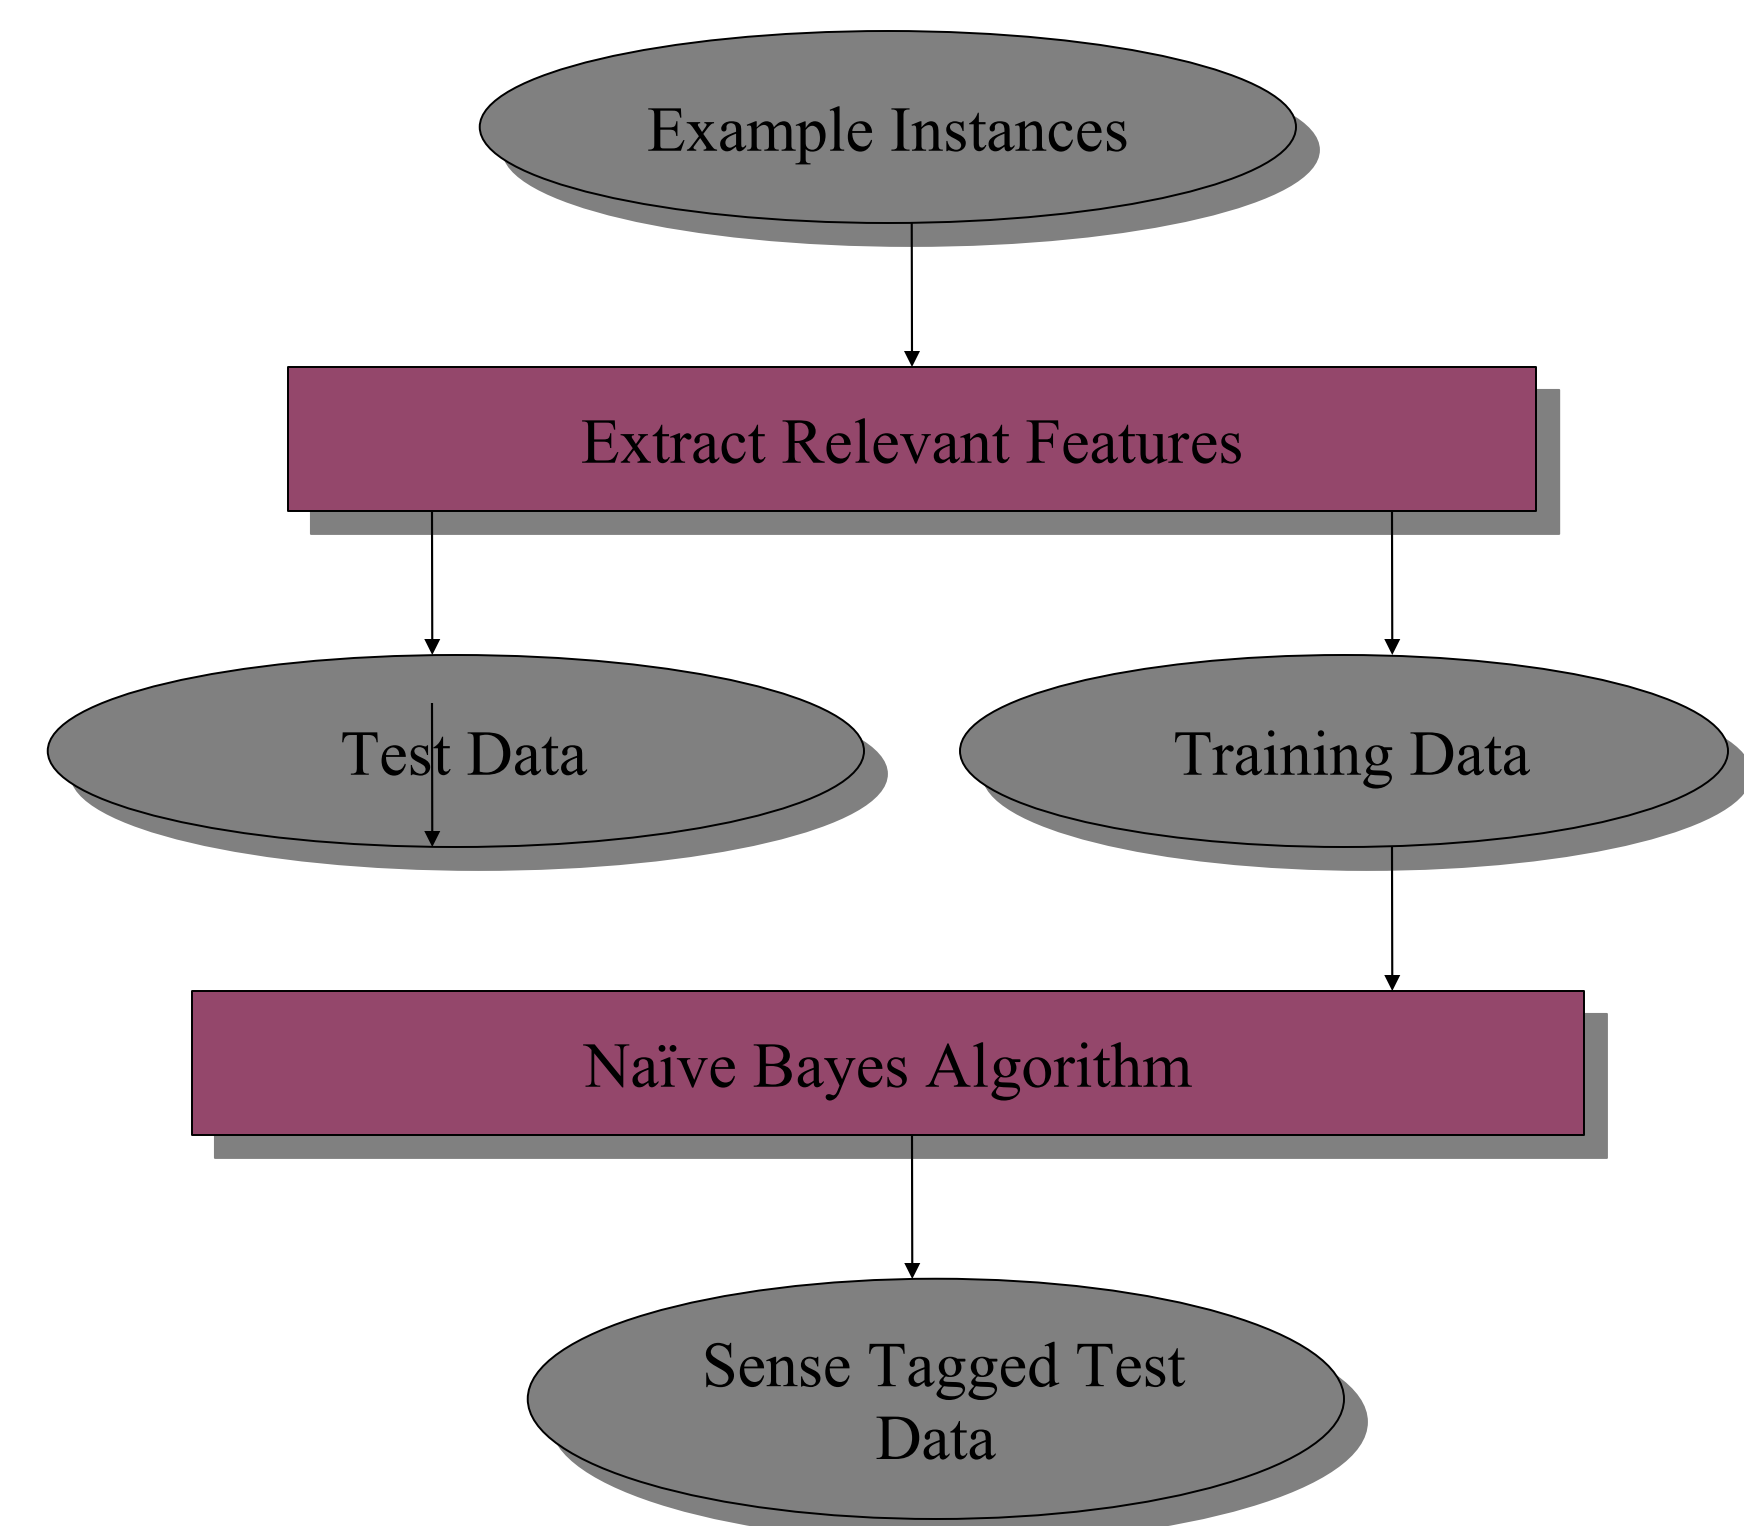 Example Instances
Extract Relevant Features
Test Data
Training Data
Naïve Bayes Algorithm
Sense Tagged Test
Data